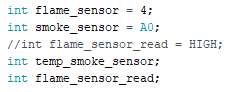 int flame_sensor = 4;
int smoke_sensor = A0;
//int flame_sensor_read = HIGH;
int temp_smoke_sensor;
int flame_sensor_read;